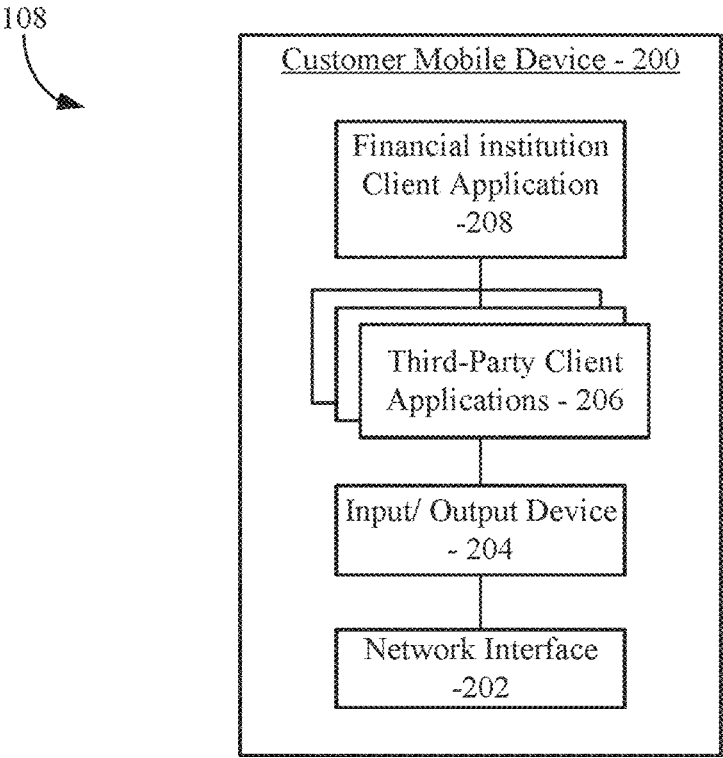 108
Customer Mobile Device - 200
Financial institution
Client Application
-208
Third-Party Client
Applications - 206
Input/ Output Device
- 204
Network Interface
-202